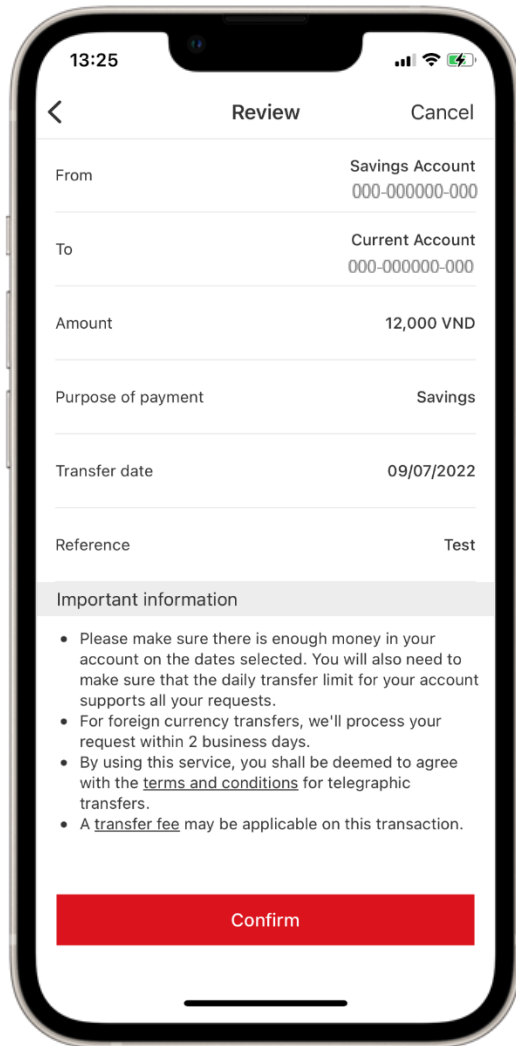 13:25
Review Cancel
From Savings Account
000-000000-000
To Current Account
000-000000-000
Amount 12,000 VND
Purpose of payment Savings
Transfer date 09/07/2022
Reference Test
Important information
• Please make sure there is enough money in your
account on the dates selected. You will also need to
make sure that the daily transfer limit for your account
supports all your requests.
• For foreign currency transfers, we'll process your
request within 2 business days.
• By using this service, you shall be deemed to agree
with the terms and conditions for telegraphic
transfers.
• A transfer fee may be applicable on this transaction.
Confirm